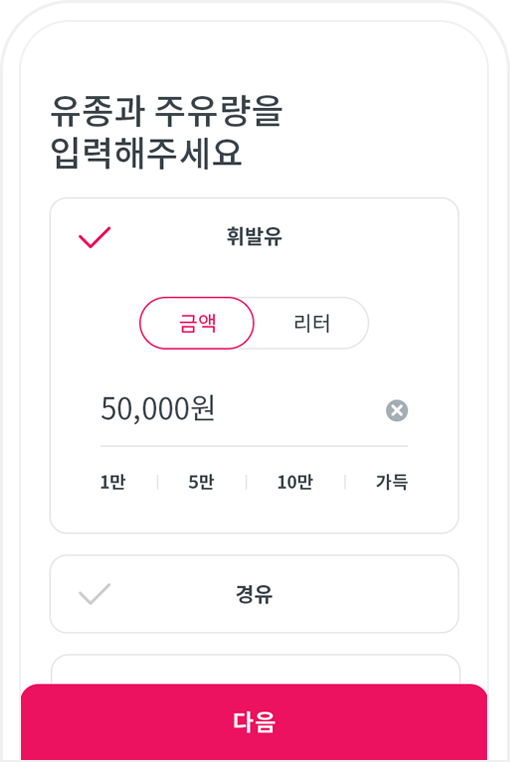 유종과 주유량을
입력해주세요
휘발유
금액 리터
50,000원
1만 5만 10만 가득
경유
다음